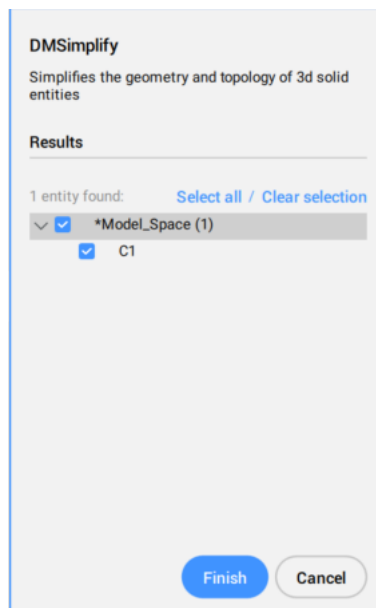 DMSimplify
Simplifies the geometry and topology of 3d solid
entities
Results
1 entity found: Select all / Clear selection
*Model_Space (1)
C1
Finish Cancel